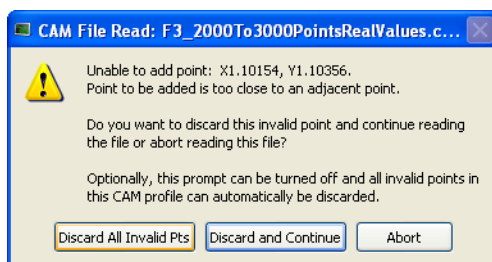 CAM File Read: F3_2000To3000PointsRealValues.c...
Unable to add point: X1.10154, Y1.10356.
Point to be added is too close to an adjacent point.
Do you want to discard this invalid point and continue reading
the file or abort reading this file?
Optionally, this prompt can be turned off and all invalid points in
this CAM profile can automatically be discarded.
Discard All Invalid Pts
Discard and Continue
Abort